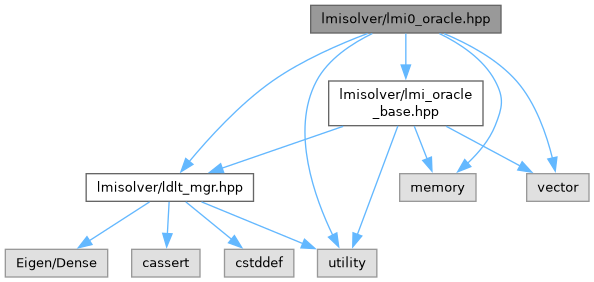 lmisolver/lmi0_oracle.hpp
lmisolver/lmi_oracle
_base.hpp
lmisolver/ldlt_mgr.hpp
memory
vector
Eigen/Dense
cassert
cstddef
utility